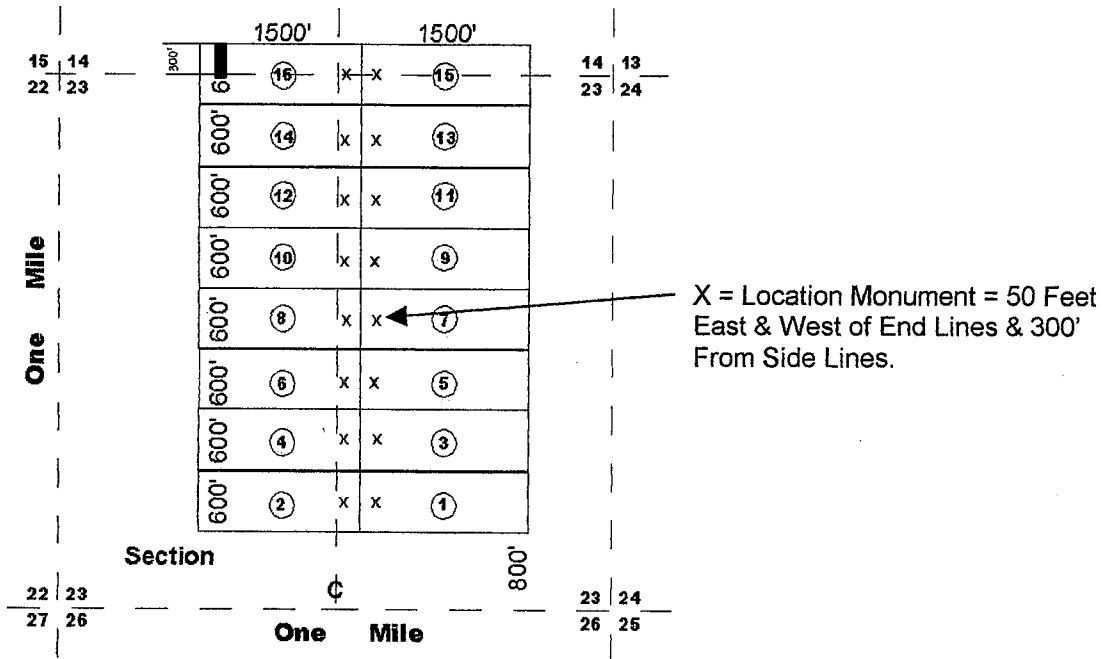 1500' 1500'
15 14
22 23
14 13
23 24
300'
6 16 x x 15
600' 14 x x 13
600' 12 x x 11
600' 10 x x 9
600' 8 x x 7
600' 6 x x 5
600' 4 x x 3
600' 2 x x 1
One Mile
X = Location Monument = 50 Feet
East & West of End Lines & 300'
From Side Lines.
Section
800'
22 23
27 26
₵
23 24
26 25
One Mile